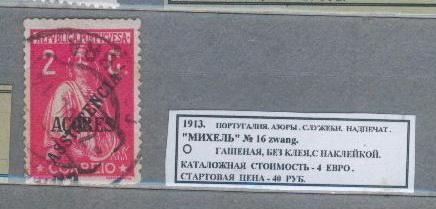 REPUBLICA PORTUGUESA
2 C.
AÇORES
ASSISTENCIA
CORREIO
1913. ПОРТУГАЛИЯ. АЗОРЫ. СЛУЖЕБН. НАДПЕЧАТ.
"МИХЕЛЬ" № 16 zwang.
ГАШЕНАЯ, БЕЗ КЛЕЯ,С НАКЛЕЙКОЙ.
КАТАЛОЖНАЯ СТОИМОСТЬ - 4 ЕВРО.
СТАРТОВАЯ ЦЕНА - 40 РУБ.